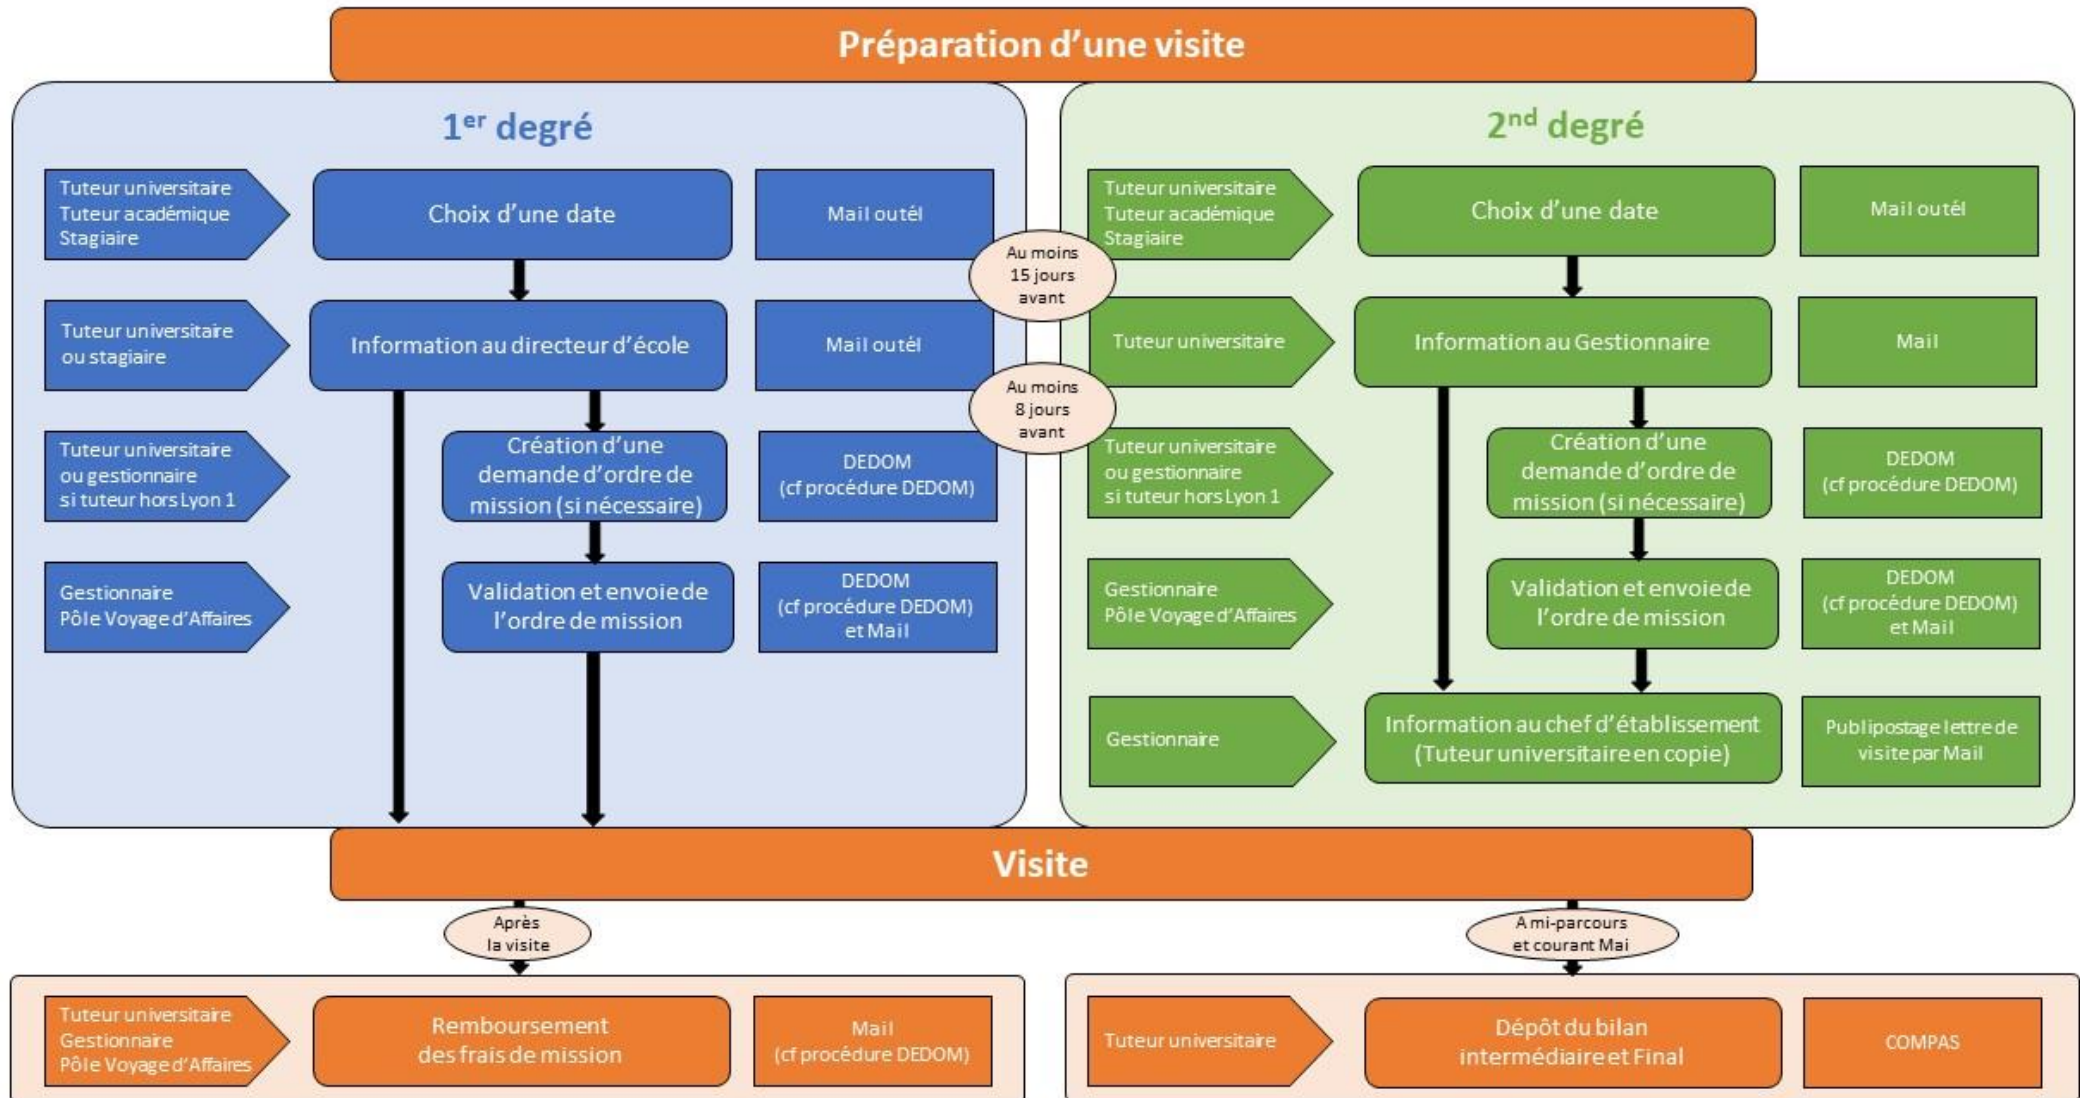 Préparation d'une visite
1er degré
Tuteur universitaire
Tuteur académique
Stagiaire
Choix d'une date
Mail ou tél
Tuteur universitaire
ou stagiaire
Information au directeur d'école
Mail ou tél
Tuteur universitaire
ou gestionnaire
si tuteur hors Lyon 1
Création d'une
demande d'ordre de
mission (si nécessaire)
DEDOM
(cf procédure DEDOM)
Gestionnaire
Pôle Voyage d'Affaires
Validation et envoie de
l'ordre de mission
DEDOM
(cf procédure DEDOM)
et Mail
Au moins
15 jours
avant
Au moins
8 jours
avant
2nd degré
Tuteur universitaire
Tuteur académique
Stagiaire
Choix d'une date
Mail ou tél
Tuteur universitaire
Information au Gestionnaire
Mail
Tuteur universitaire
ou gestionnaire
si tuteur hors Lyon 1
Création d'une
demande d'ordre de
mission (si nécessaire)
DEDOM
(cf procédure DEDOM)
Gestionnaire
Pôle Voyage d'Affaires
Validation et envoie de
l'ordre de mission
DEDOM
(cf procédure DEDOM)
et Mail
Gestionnaire
Information au chef d'établissement
(Tuteur universitaire en copie)
Publipostage lettre de
visite par Mail
Visite
Après
la visite
Tuteur universitaire
Gestionnaire
Pôle Voyage d'Affaires
Remboursement
des frais de mission
Mail
(cf procédure DEDOM)
A mi-parcours
et courant Mai
Tuteur universitaire
Dépôt du bilan
intermédiaire et Final
COMPAS